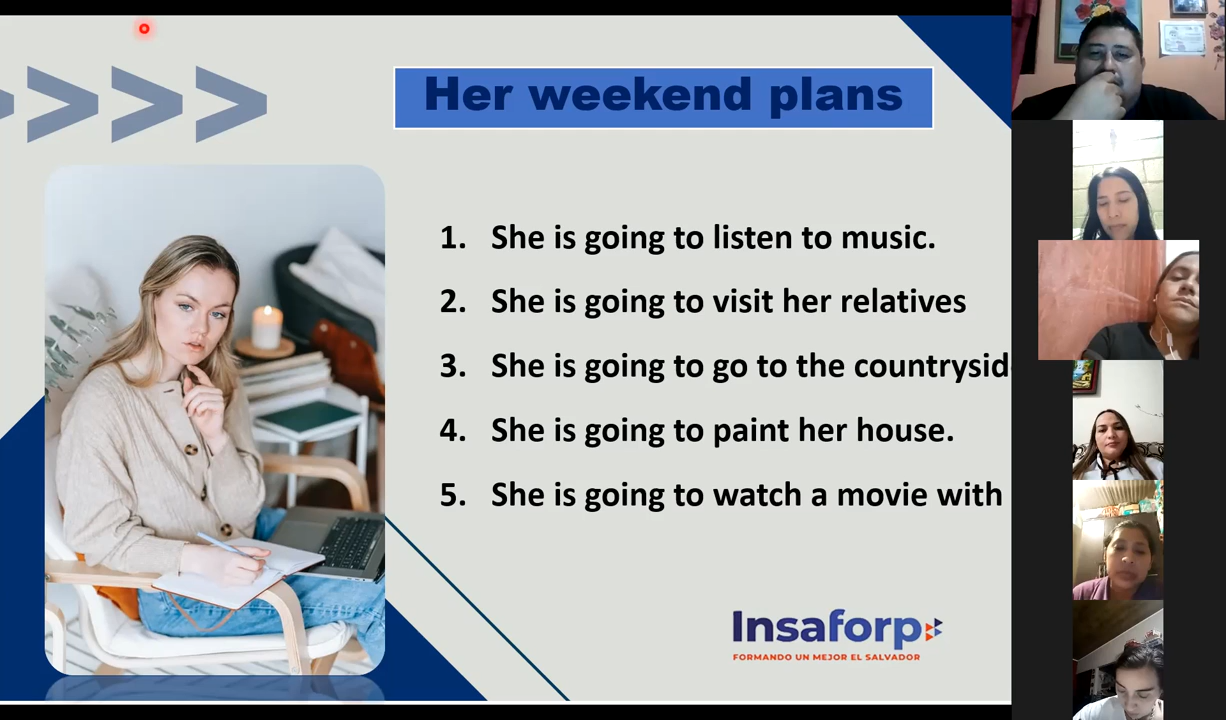 Her weekend plans
1. She is going to listen to music.
2. She is going to visit her relatives
3. She is going to go to the countrysid
4. She is going to paint her house.
5. She is going to watch a movie with
Insaforp
FORMANDO UN MEJOR EL SALVADOR